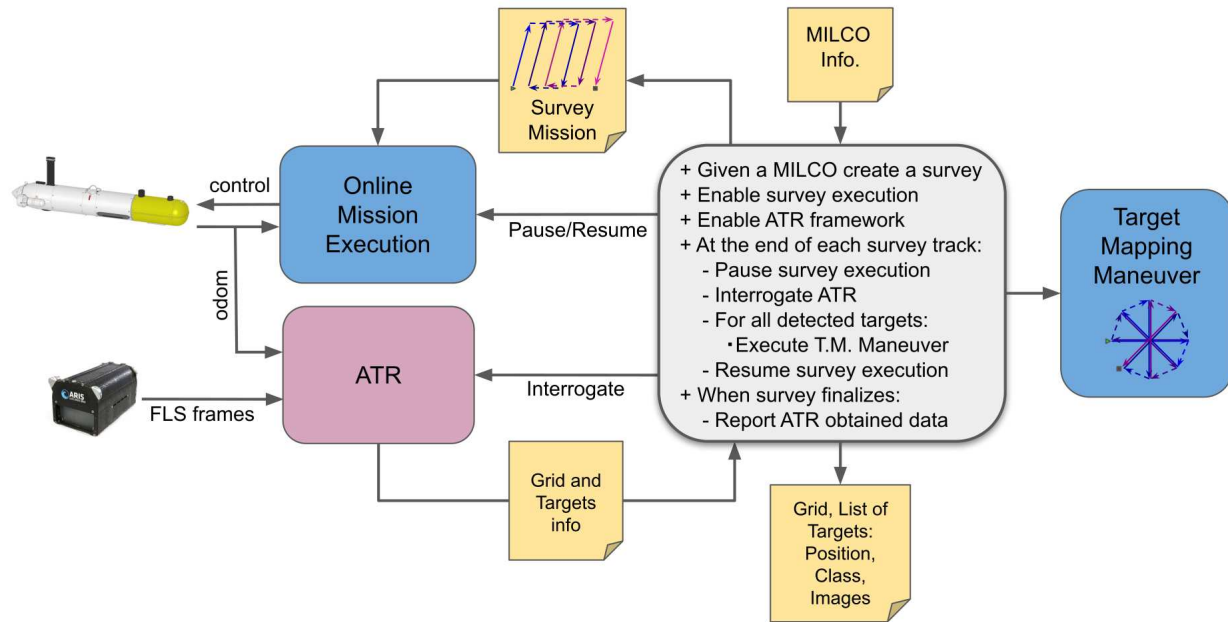 MILCO
Info.
Survey
Mission
control
Online
Mission
Execution
Pause/Resume
+ Given a MILCO create a survey
+ Enable survey execution
+ Enable ATR framework
+ At the end of each survey track:
- Pause survey execution
- Interrogate ATR
- For all detected targets:
· Execute T.M. Maneuver
- Resume survey execution
+ When survey finalizes:
- Report ATR obtained data
Target
Mapping
Maneuver
odom
ATR
Interrogate
ARIS
FLS frames
Grid and
Targets
info
Grid, List of
Targets:
Position,
Class,
Images